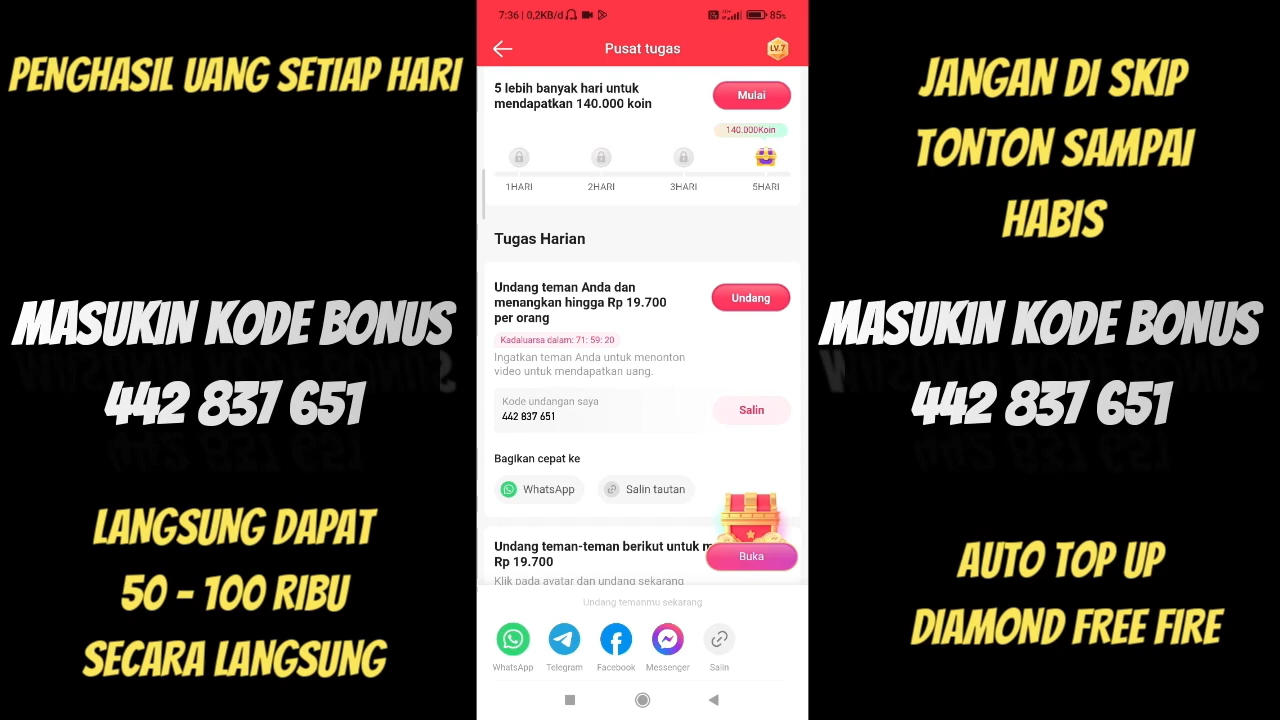 PENGHASIL UANG SETIAP HARI
MASUKIN KODE BONUS
442 837 651
LANGSUNG DAPAT
50 - 100 RIBU
SECARA LANGSUNG
7:36 | 0,2KB/d
85%
Pusat tugas
LV.7
5 lebih banyak hari untuk
mendapatkan 140.000 koin
Mulai
140.000Koin
1HARI
2HARI
3HARI
5HARI
Tugas Harian
Undang teman Anda dan
menangkan hingga Rp 19.700
per orang
Undang
Kadaluarsa dalam: 71: 59: 20
Ingatkan teman Anda untuk menonton
video untuk mendapatkan uang.
Kode undangan saya
442 837 651
Salin
Bagikan cepat ke
WhatsApp
Salin tautan
Undang teman-teman berikut untuk m
Rp 19.700
Buka
Klik pada avatar dan undang sekarang
Undang temanmu sekarang
WhatsApp
Telegram
Facebook
Messenger
Salin
JANGAN DI SKIP
TONTON SAMPAI
HABIS
MASUKIN KODE BONUS
442 837 651
AUTO TOP UP
DIAMOND FREE FIRE